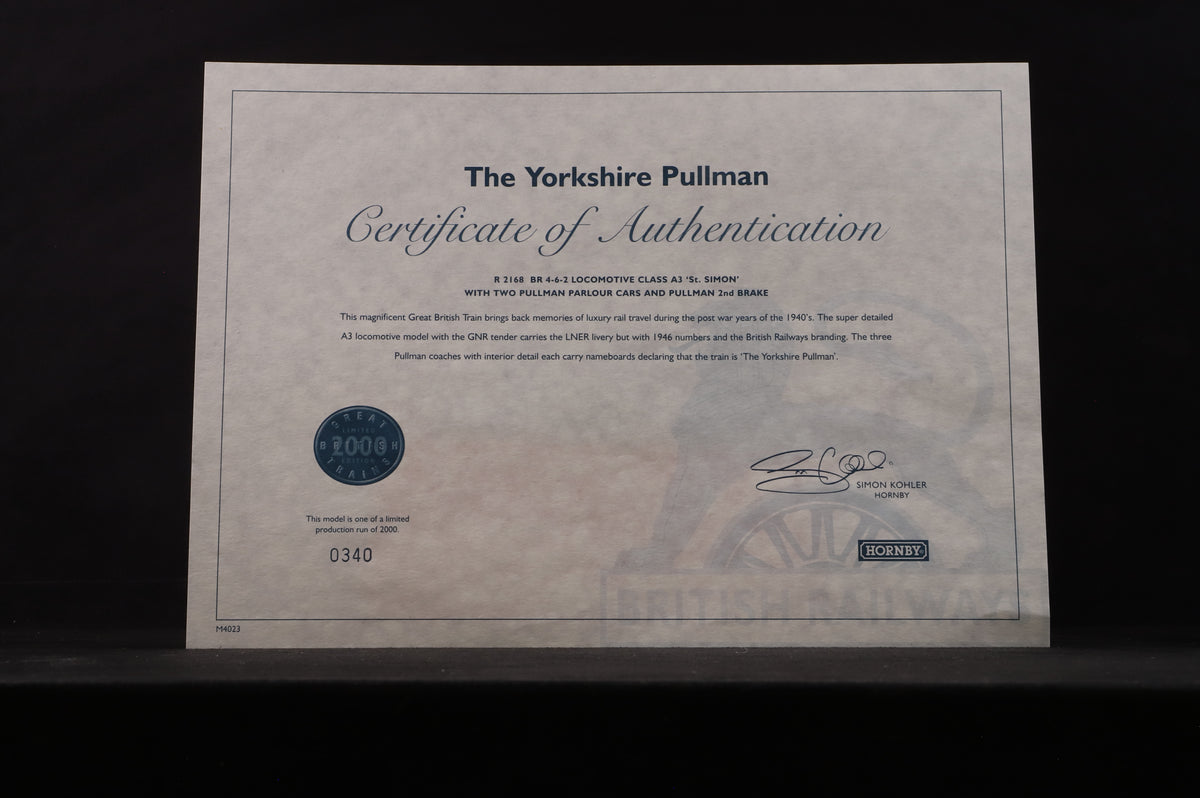 The Yorkshire Pullman
Certificate of Authentication
R 2168 BR 4-6-2 LOCOMOTIVE CLASS A3 'St. SIMON'
WITH TWO PULLMAN PARLOUR CARS AND PULLMAN 2nd BRAKE
This magnificent Great British Train brings back memories of luxury rail travel during the post war years of the 1940's. The super detailed
A3 locomotive model with the GNR tender carries the LNER livery but with 1946 numbers and the British Railways branding. The three
Pullman coaches with interior detail each carry nameboards declaring that the train is 'The Yorkshire Pullman'.
GREAT
LIMITED
BRITISH
2000
EDITION
TRAINS
SIMON KOHLER
HORNBY
This model is one of a limited
production run of 2000.
0340
HORNBY
BRITISH RAILWAYS
M4023